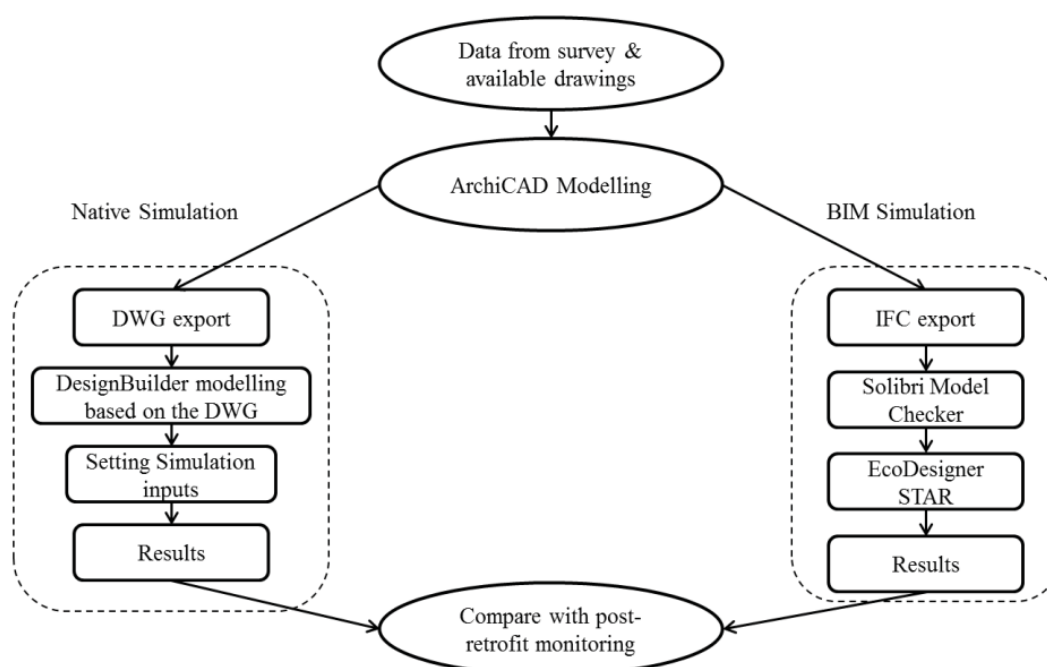 Data from survey &
available drawings
ArchiCAD Modelling
Native Simulation
BIM Simulation
DWG export
DesignBuilder modelling
based on the DWG
Setting Simulation
inputs
Results
IFC export
Solibri Model
Checker
EcoDesigner
STAR
Results
Compare with post-
retrofit monitoring